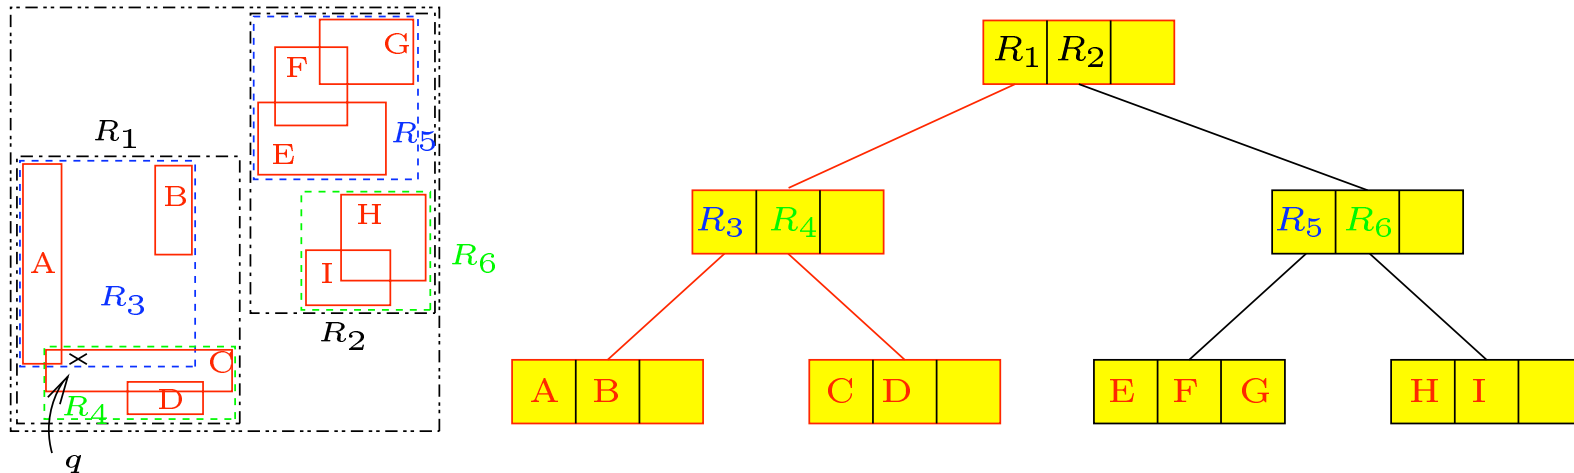 G
F
R₁
R₅
E
B
H
A
R₆
I
R₃
R₂
C
D
R₄
q
R₁ R₂
R₃ R₄
R₅ R₆
A B
C D
E F G
H I